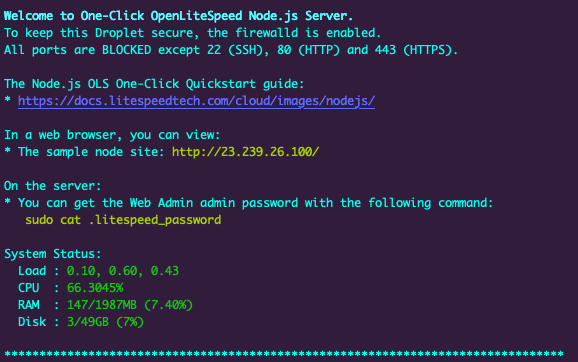 Welcome to One-Click OpenLiteSpeed Node.js Server.
To keep this Droplet secure, the firewalld is enabled.
All ports are BLOCKED except 22 (SSH), 80 (HTTP) and 443 (HTTPS).
The Node.js OLS One-Click Quickstart guide:
* https://docs.litespeedtech.com/cloud/images/nodejs/
In a web browser, you can view:
* The sample node site: http://23.239.26.100/
On the server:
* You can get the Web Admin admin password with the following command:
sudo cat .litespeed_password
System Status:
Load : 0.10, 0.60, 0.43
CPU : 66.3045%
RAM : 147/1987MB (7.40%)
Disk : 3/49GB (7%)
********************************************************************************